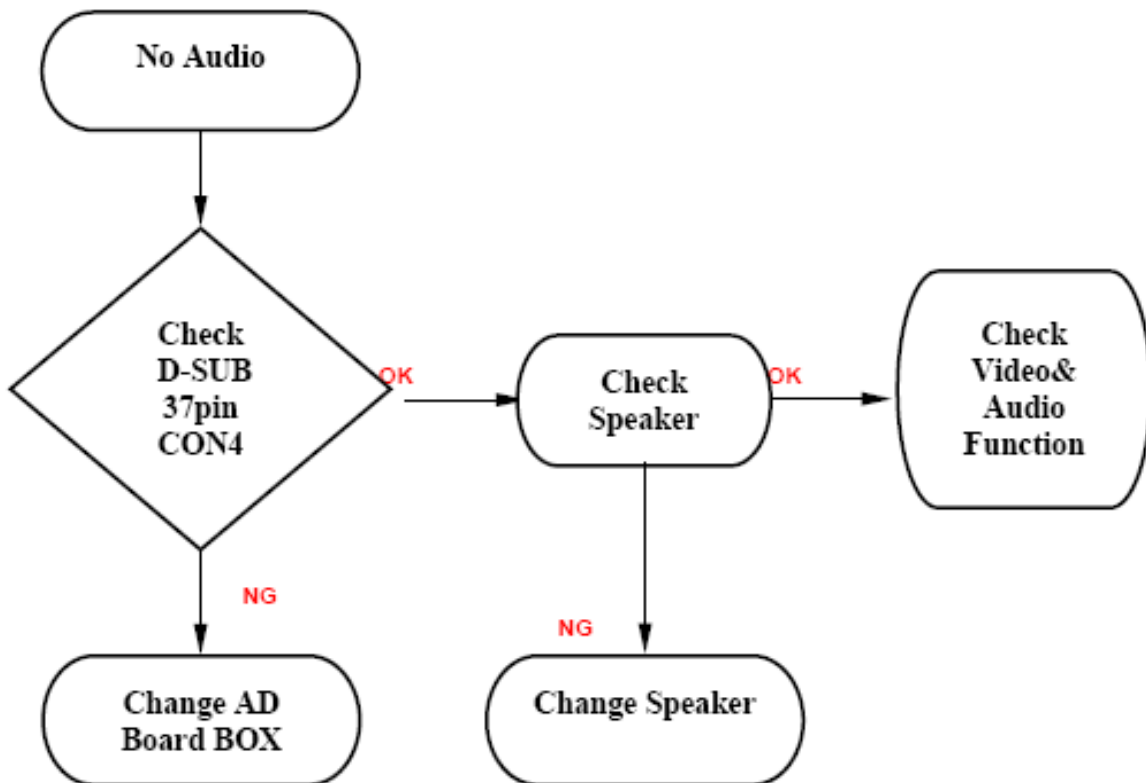 No Audio
Check
D-SUB
37pin
CON4
OK
Check
Speaker
OK
Check
Video&
Audio
Function
NG
NG
Change AD
Board BOX
Change Speaker